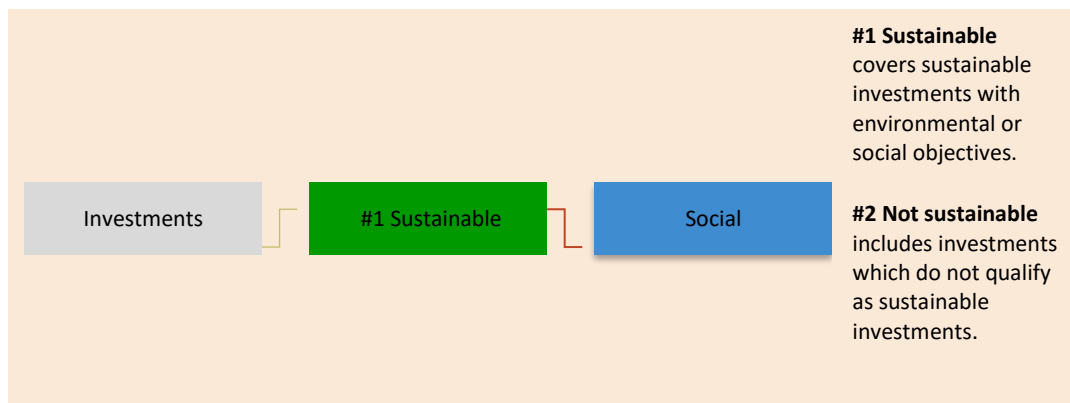 Investments
#1 Sustainable
Social
#1 Sustainable
covers sustainable
investments with
environmental or
social objectives.
#2 Not sustainable
includes investments
which do not qualify
as sustainable
investments.